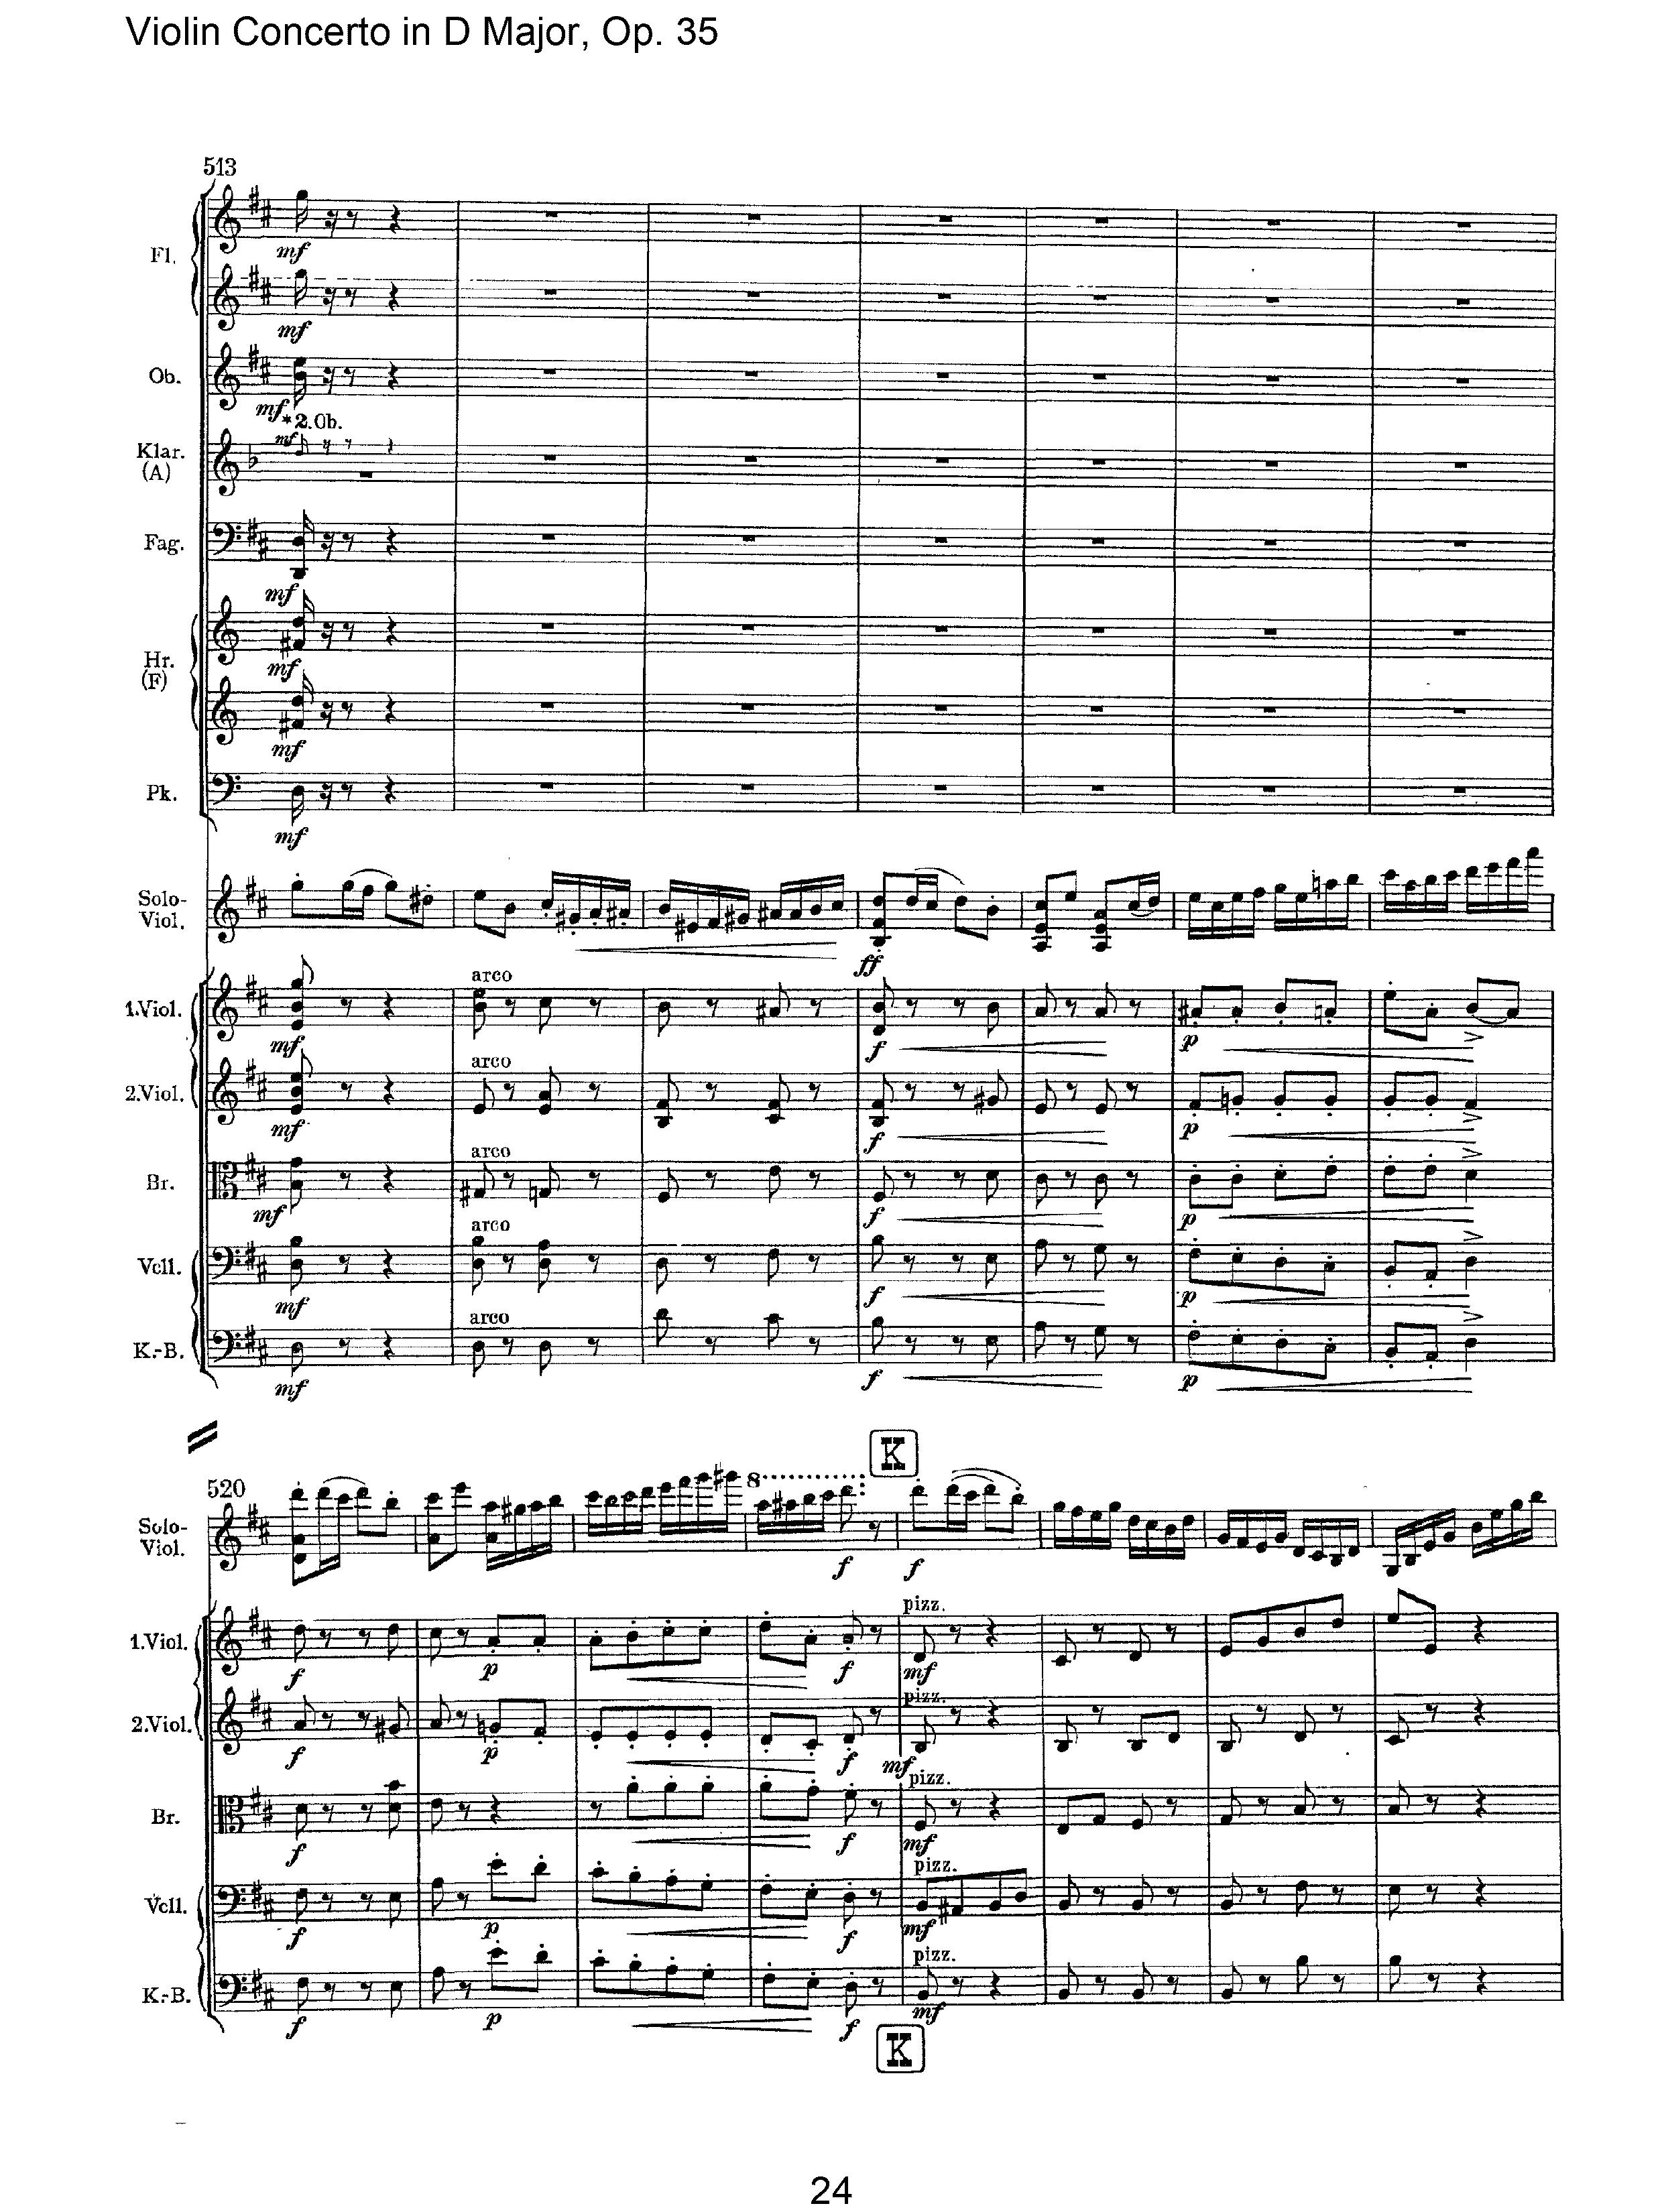 Violin Concerto in D Major, Op. 35
513
Fl.
mf
mf
Ob.
mf
*2.Ob.
mf
Klar.
(A)
Fag.
mf
Hr.
(F)
mf
mf
Pk.
mf
Solo-
Viol.
ff
arco
1.Viol.
mf
f
p
arco
2.Viol.
mf
f
p
arco
Br.
mf
f
p
arco
Vcll.
mf
f
p
arco
K.-B.
mf
f
p
K
520
8
Solo-
Viol.
f
f
pizz.
1.Viol.
f
p
f
mf
pizz.
2.Viol.
f
p
f
mf
pizz.
Br.
f
f
mf
pizz.
Vcll.
f
p
f
mf
pizz.
K.-B.
f
p
f
mf
K
24